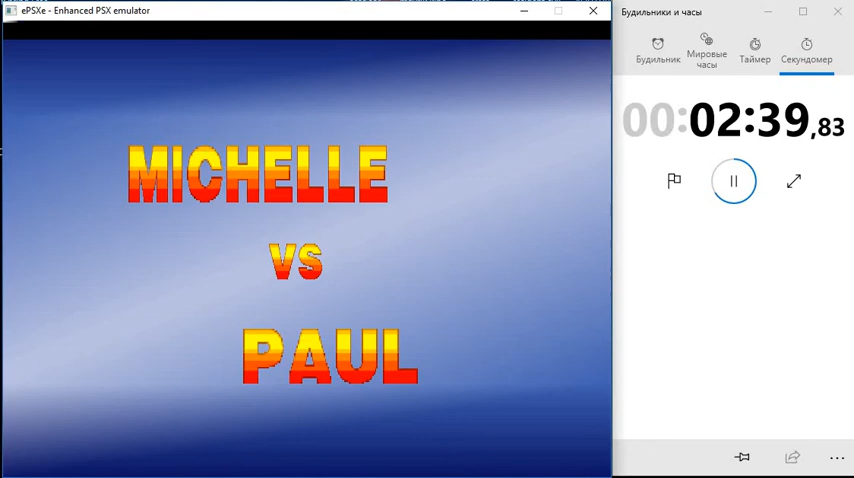 ePSXe - Enhanced PSX emulator
MICHELLE
VS
PAUL
Будильники и часы
Будильник
Мировые
часы
Таймер
Секундомер
00:02:39,83